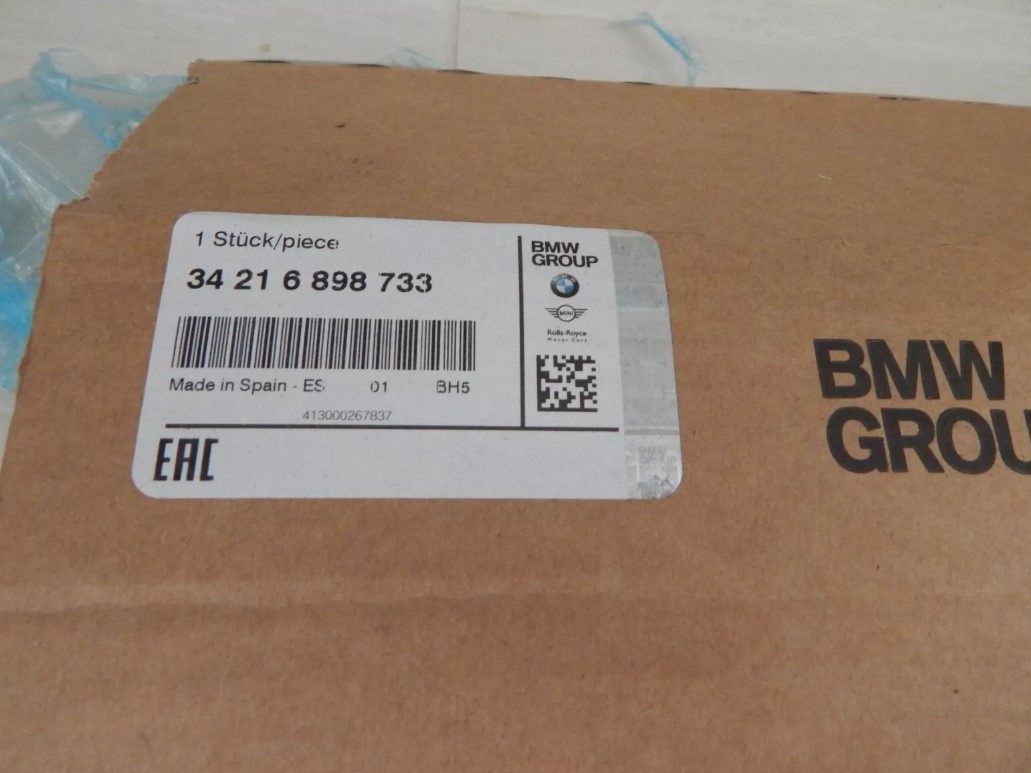 1 Stück/piece
34 21 6 898 733
Made in Spain - ES 01 BH5
413000267837
EAC
BMW
GROUP
MINI
Rolls-Royce
Motor Cars
BMW
GROU